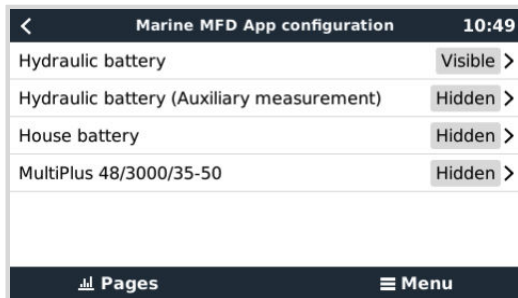 Marine MFD App configuration 10:49
Hydraulic battery Visible
Hydraulic battery (Auxiliary measurement) Hidden
House battery Hidden
MultiPlus 48/3000/35-50 Hidden
Pages Menu